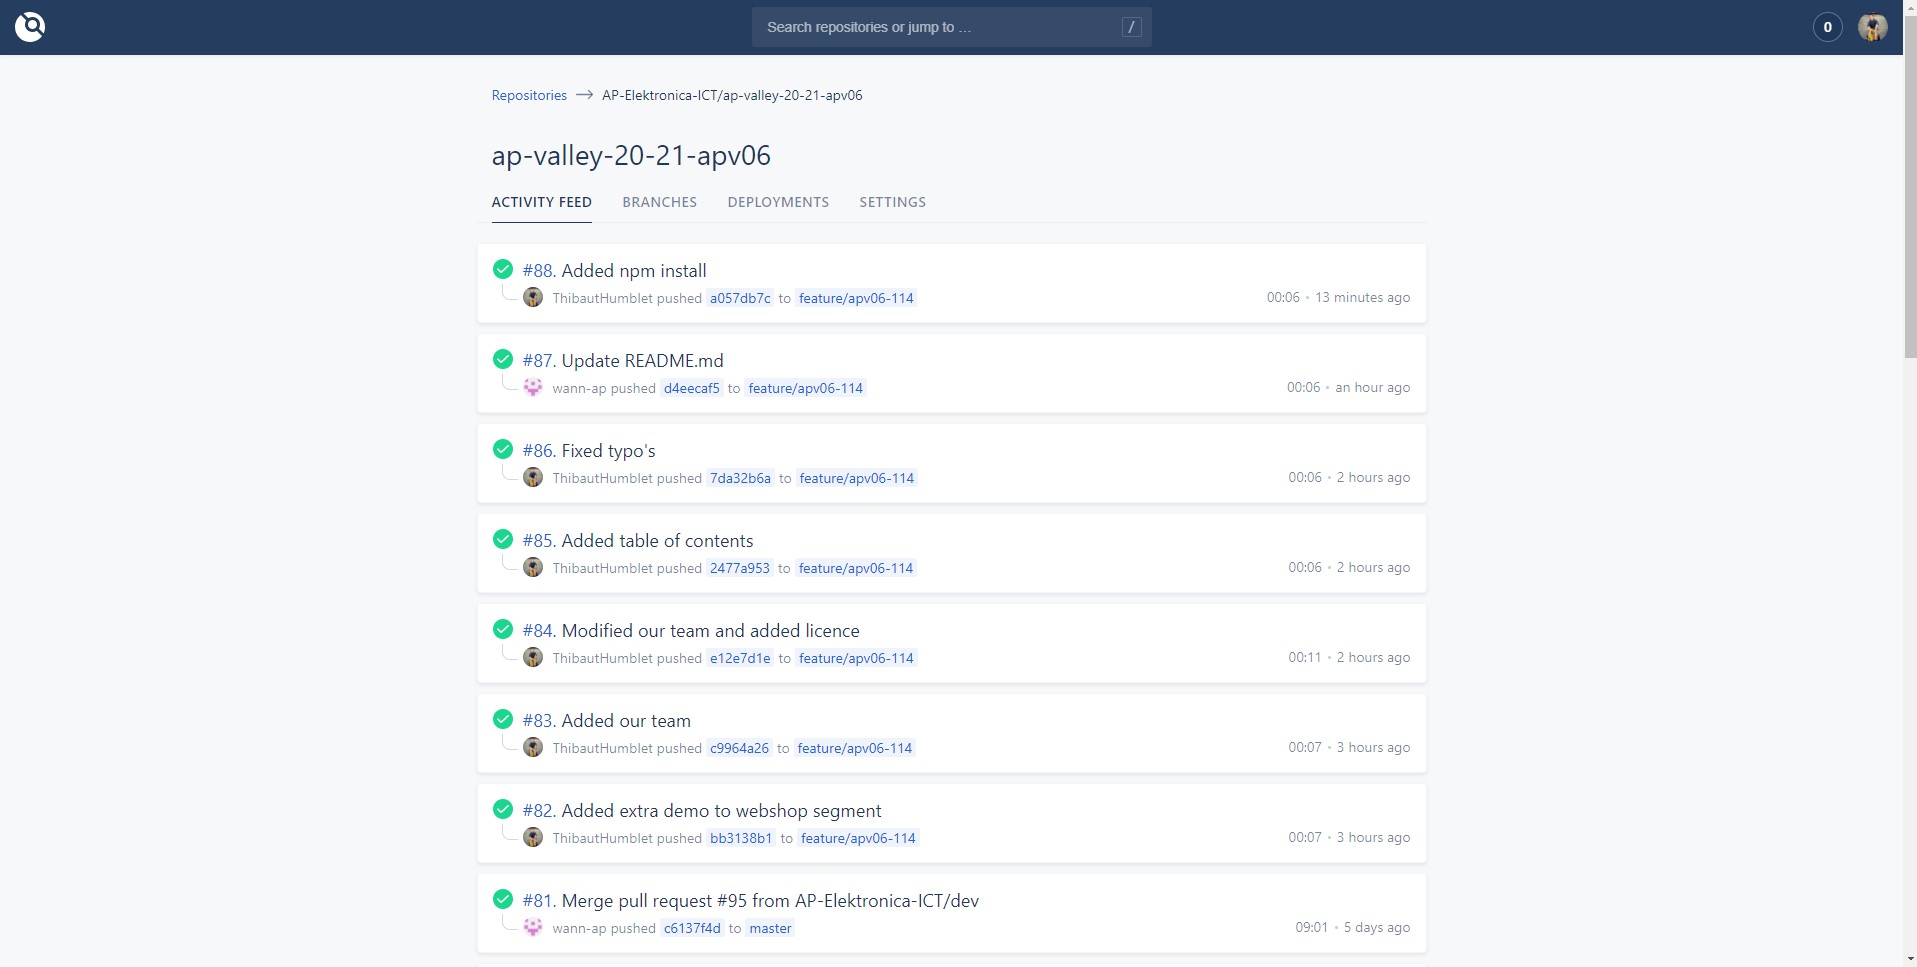 Search repositories or jump to ...
/
0
Repositories → AP-Elektronica-ICT/ap-valley-20-21-apv06
ap-valley-20-21-apv06
ACTIVITY FEED BRANCHES DEPLOYMENTS SETTINGS
#88. Added npm install
ThibautHumblet pushed a057db7c to feature/apv06-114 00:06 • 13 minutes ago
#87. Update README.md
wann-ap pushed d4eecaf5 to feature/apv06-114 00:06 • an hour ago
#86. Fixed typo's
ThibautHumblet pushed 7da32b6a to feature/apv06-114 00:06 • 2 hours ago
#85. Added table of contents
ThibautHumblet pushed 2477a953 to feature/apv06-114 00:06 • 2 hours ago
#84. Modified our team and added licence
ThibautHumblet pushed e12e7d1e to feature/apv06-114 00:11 • 2 hours ago
#83. Added our team
ThibautHumblet pushed c9964a26 to feature/apv06-114 00:07 • 3 hours ago
#82. Added extra demo to webshop segment
ThibautHumblet pushed bb3138b1 to feature/apv06-114 00:07 • 3 hours ago
#81. Merge pull request #95 from AP-Elektronica-ICT/dev
wann-ap pushed c6137f4d to master 09:01 • 5 days ago